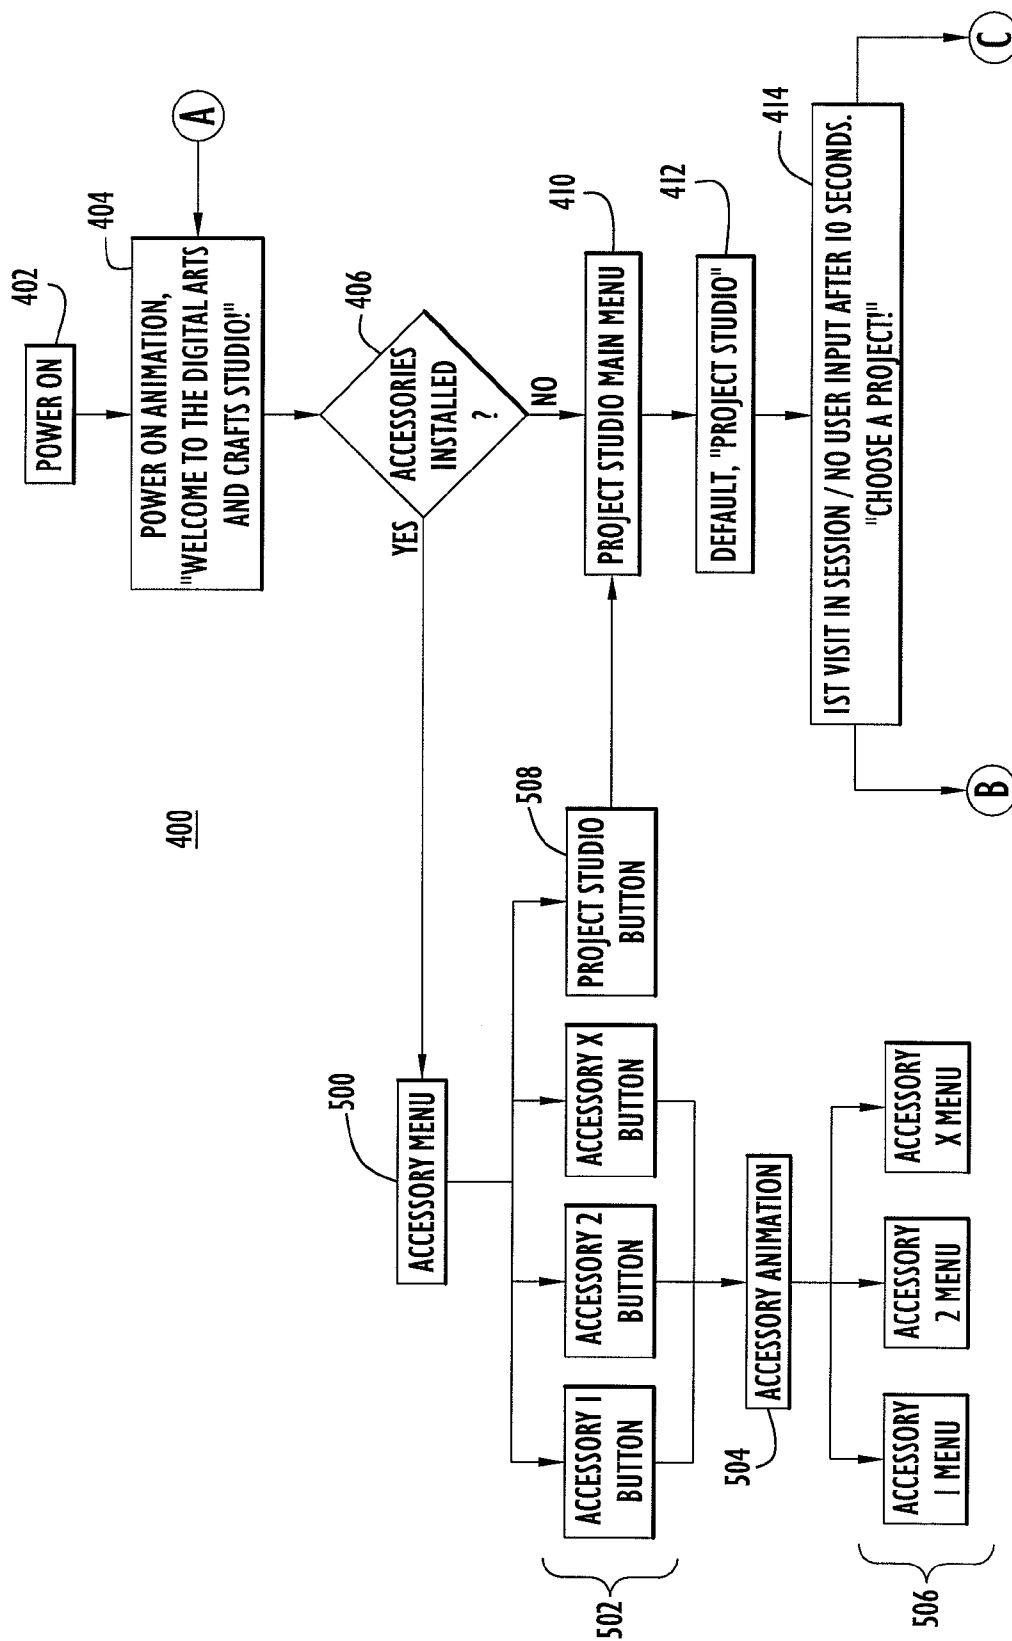 402
POWER ON
404
POWER ON ANIMATION,
"WELCOME TO THE DIGITAL ARTS
AND CRAFTS STUDIO!"
A
406
ACCESSORIES
INSTALLED
?
YES
NO
400
500
ACCESSORY MENU
410
PROJECT STUDIO MAIN MENU
502
ACCESSORY 1
BUTTON
ACCESSORY 2
BUTTON
ACCESSORY X
BUTTON
508
PROJECT STUDIO
BUTTON
412
DEFAULT, "PROJECT STUDIO"
504
ACCESSORY ANIMATION
414
1ST VISIT IN SESSION / NO USER INPUT AFTER 10 SECONDS.
"CHOOSE A PROJECT!"
506
ACCESSORY
1 MENU
ACCESSORY
2 MENU
ACCESSORY
X MENU
B
C